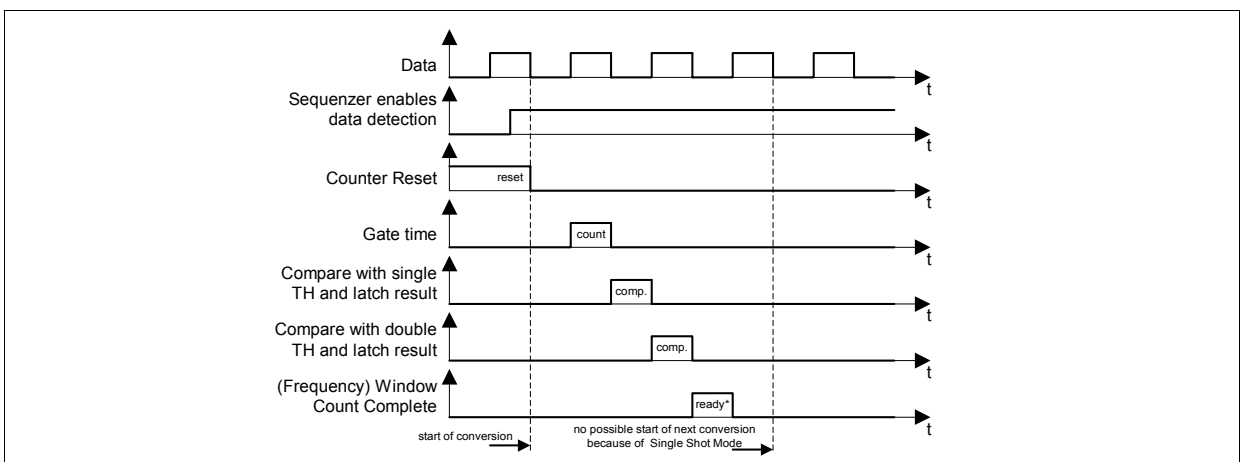 Data
t
Sequenzer enables
data detection
t
Counter Reset
reset
t
Gate time
count
t
Compare with single
TH and latch result
comp.
t
Compare with double
TH and latch result
comp.
t
(Frequency) Window
Count Complete
ready*
t
start of conversion
no possible start of next conversion
because of Single Shot Mode